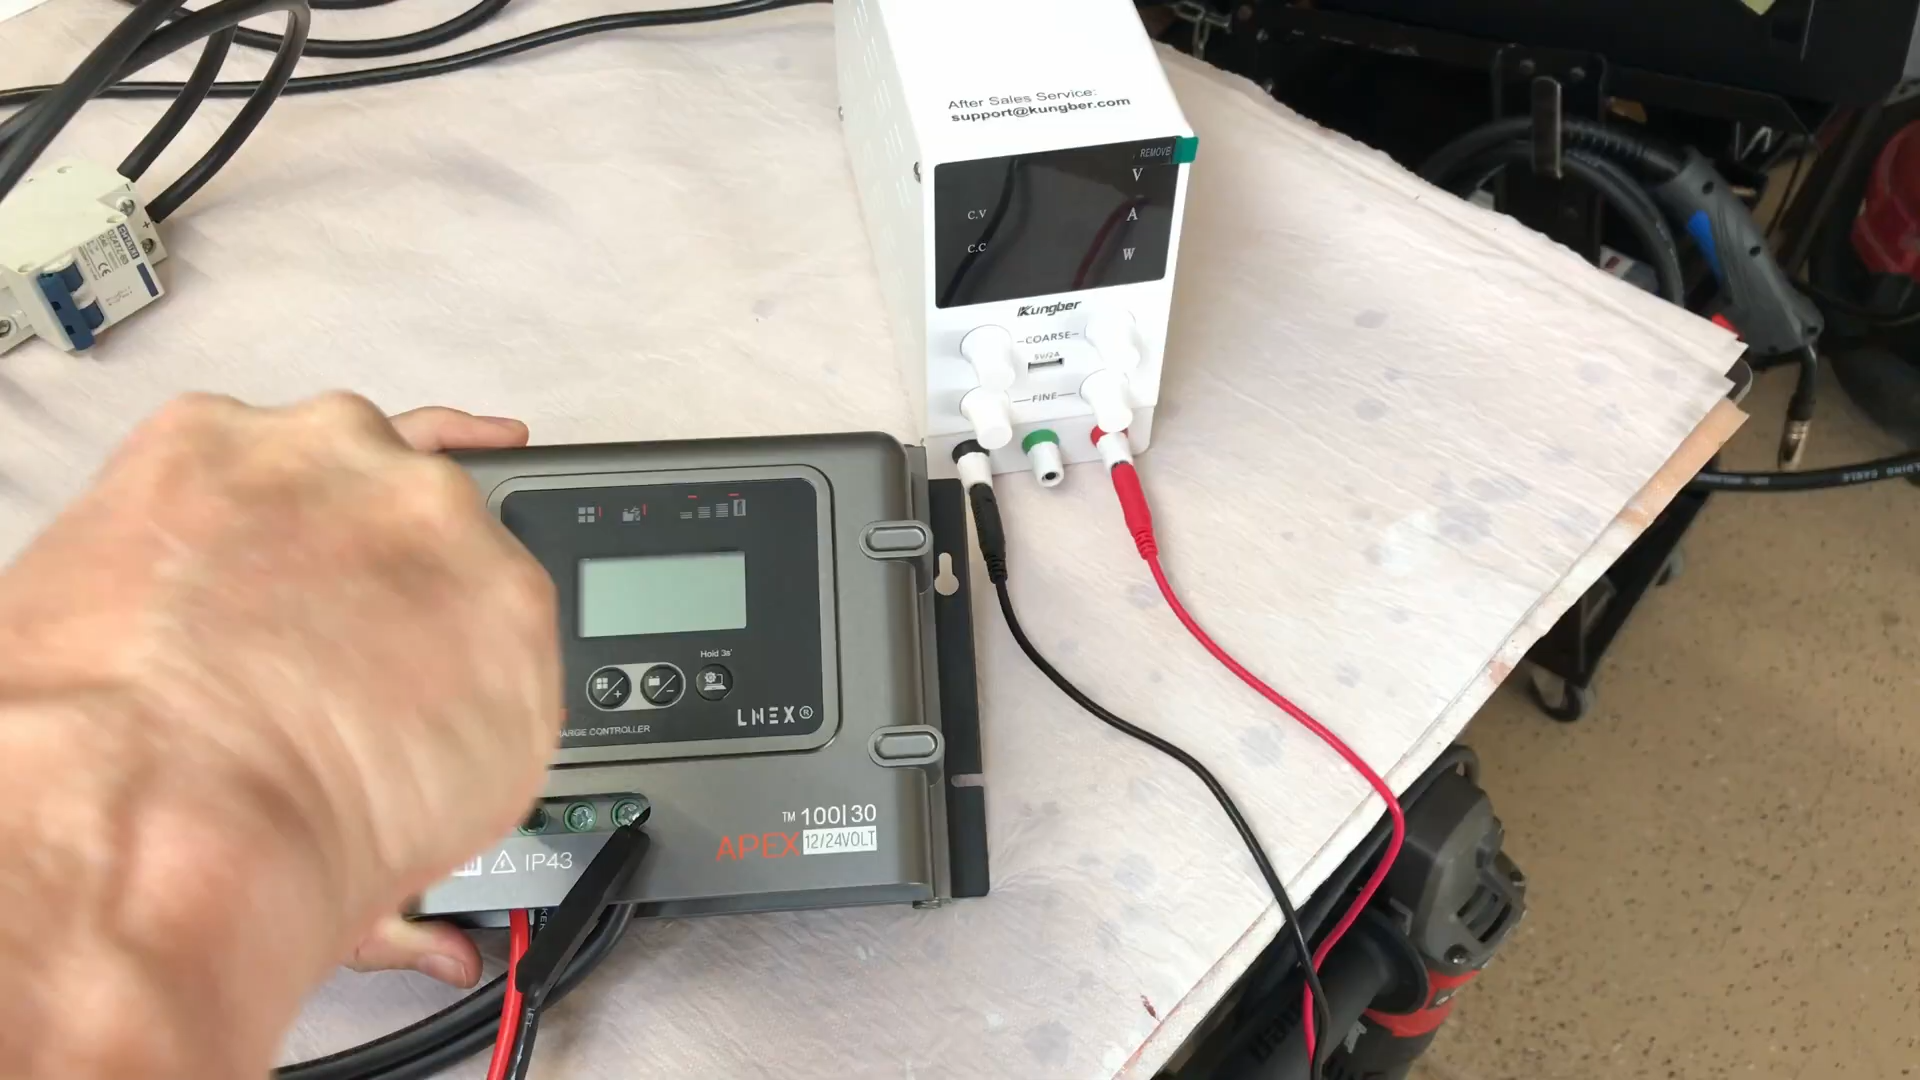 After Sales Service:
support@kungber.com
REMOVE
V
C.V
A
C.C
W
Kungber
COARSE
5V/2A
FINE
Hold 3s'
LNEX®
ARGE CONTROLLER
TM 100|30
APEX 12/24VOLT
IP43